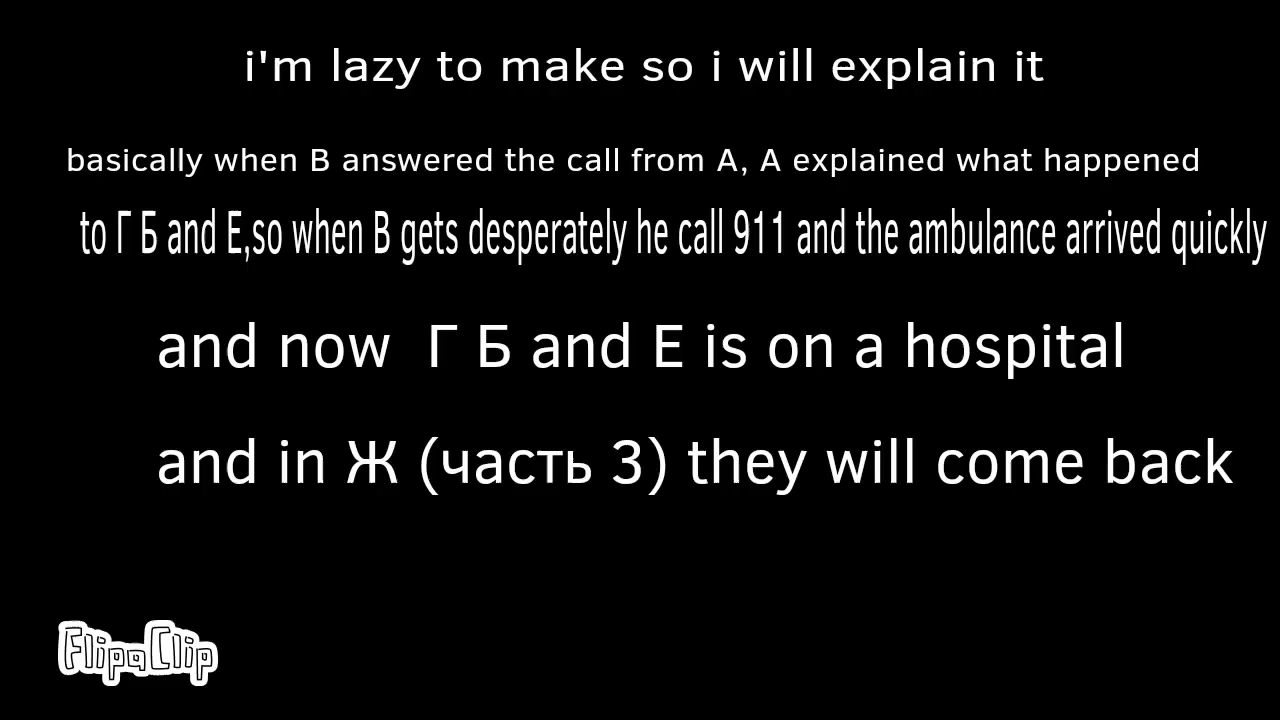 i'm lazy to make so i will explain it
basically when В answered the call from А, А explained what happened
to Г Б and Е,so when В gets desperately he call 911 and the ambulance arrived quickly
and now  Г Б and Е is on a hospital
and in Ж (часть 3) they will come back
FlipaClip